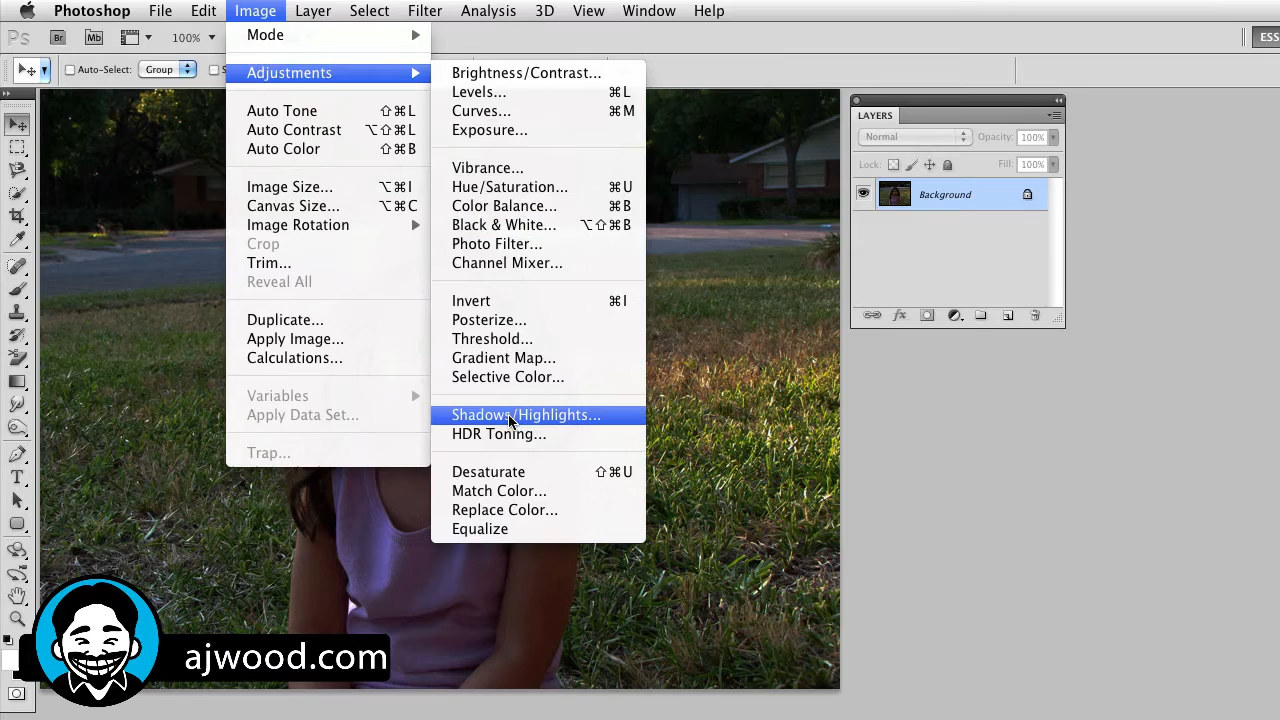 Photoshop File Edit Image Layer Select Filter Analysis 3D View Window Help
Ps Br Mb 100% ESS
Auto-Select: Group S
Mode
Adjustments
Auto Tone ⇧⌘L
Auto Contrast ⌥⇧⌘L
Auto Color ⇧⌘B
Image Size... ⌥⌘I
Canvas Size... ⌥⌘C
Image Rotation
Crop
Trim...
Reveal All
Duplicate...
Apply Image...
Calculations...
Variables
Apply Data Set...
Trap...
Brightness/Contrast...
Levels... ⌘L
Curves... ⌘M
Exposure...
Vibrance...
Hue/Saturation... ⌘U
Color Balance... ⌘B
Black & White... ⌥⇧⌘B
Photo Filter...
Channel Mixer...
Invert ⌘I
Posterize...
Threshold...
Gradient Map...
Selective Color...
Shadows/Highlights...
HDR Toning...
Desaturate ⇧⌘U
Match Color...
Replace Color...
Equalize
LAYERS
Normal Opacity: 100%
Lock: Fill: 100%
Background
fx
ajwood.com